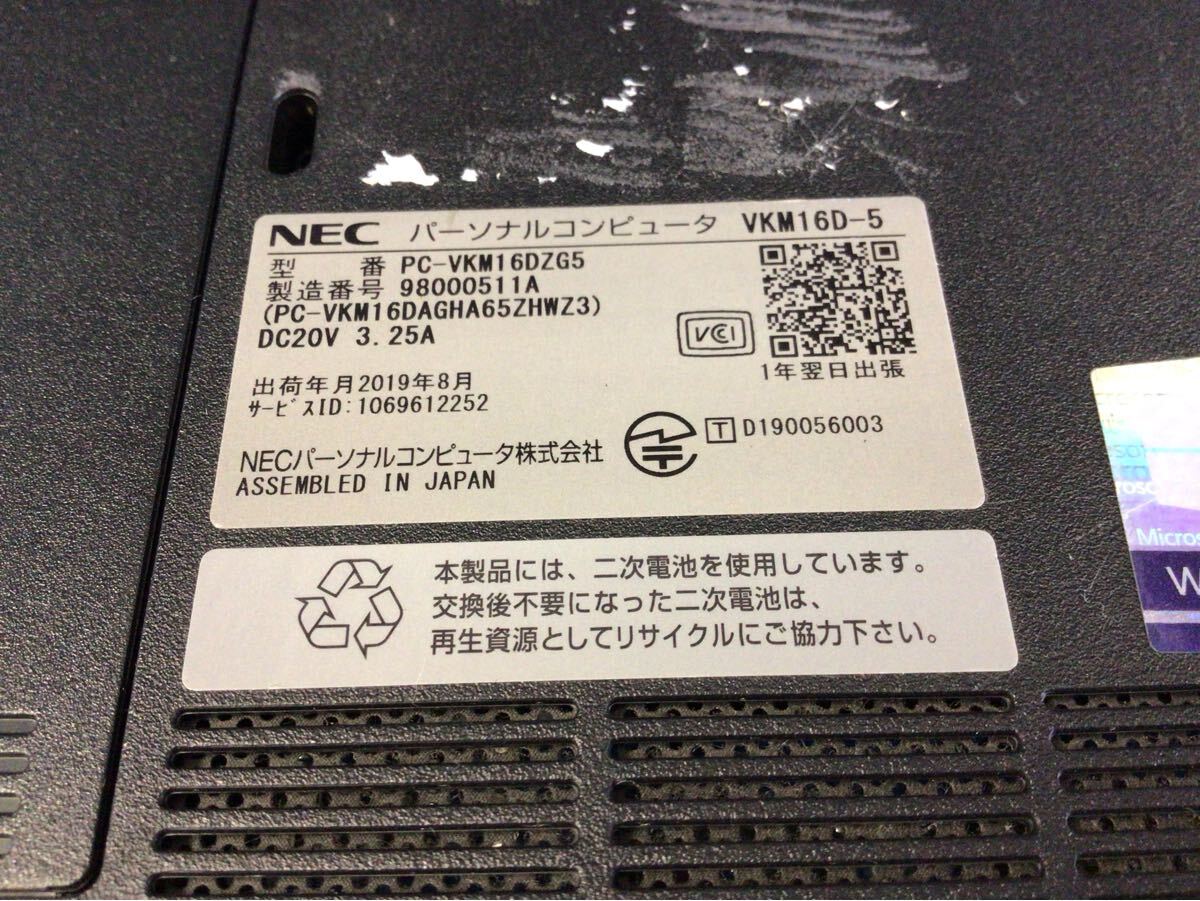 NEC パーソナルコンピュータ VKM16D-5
型 番 PC-VKM16DZG5
製造番号 98000511A
(PC-VKM16DAGHA65ZHWZ3)
DC20V 3.25A
VCI
1年翌日出張
出荷年月2019年8月
サービスID:1069612252
T D190056003
NECパーソナルコンピュータ株式会社
ASSEMBLED IN JAPAN
本製品には、二次電池を使用しています。
交換後不要になった二次電池は、
再生資源としてリサイクルにご協力下さい。
Micros
W